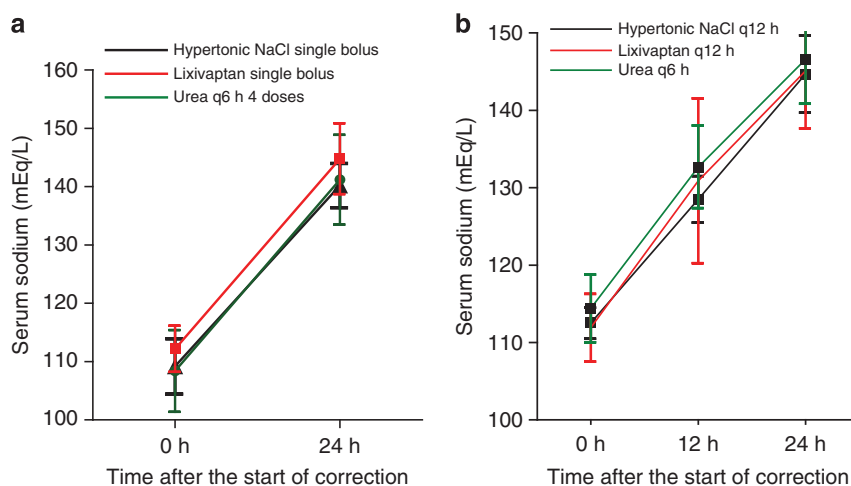 a
Hypertonic NaCl single bolus
Lixivaptan single bolus
Urea q6 h 4 doses
Serum sodium (mEq/L)
160
150
140
130
120
110
100
0 h
24 h
Time after the start of correction
b
Hypertonic NaCl q12 h
Lixivaptan q12 h
Urea q6 h
Serum sodium (mEq/L)
150
140
130
120
110
100
0 h
12 h
24 h
Time after the start of correction